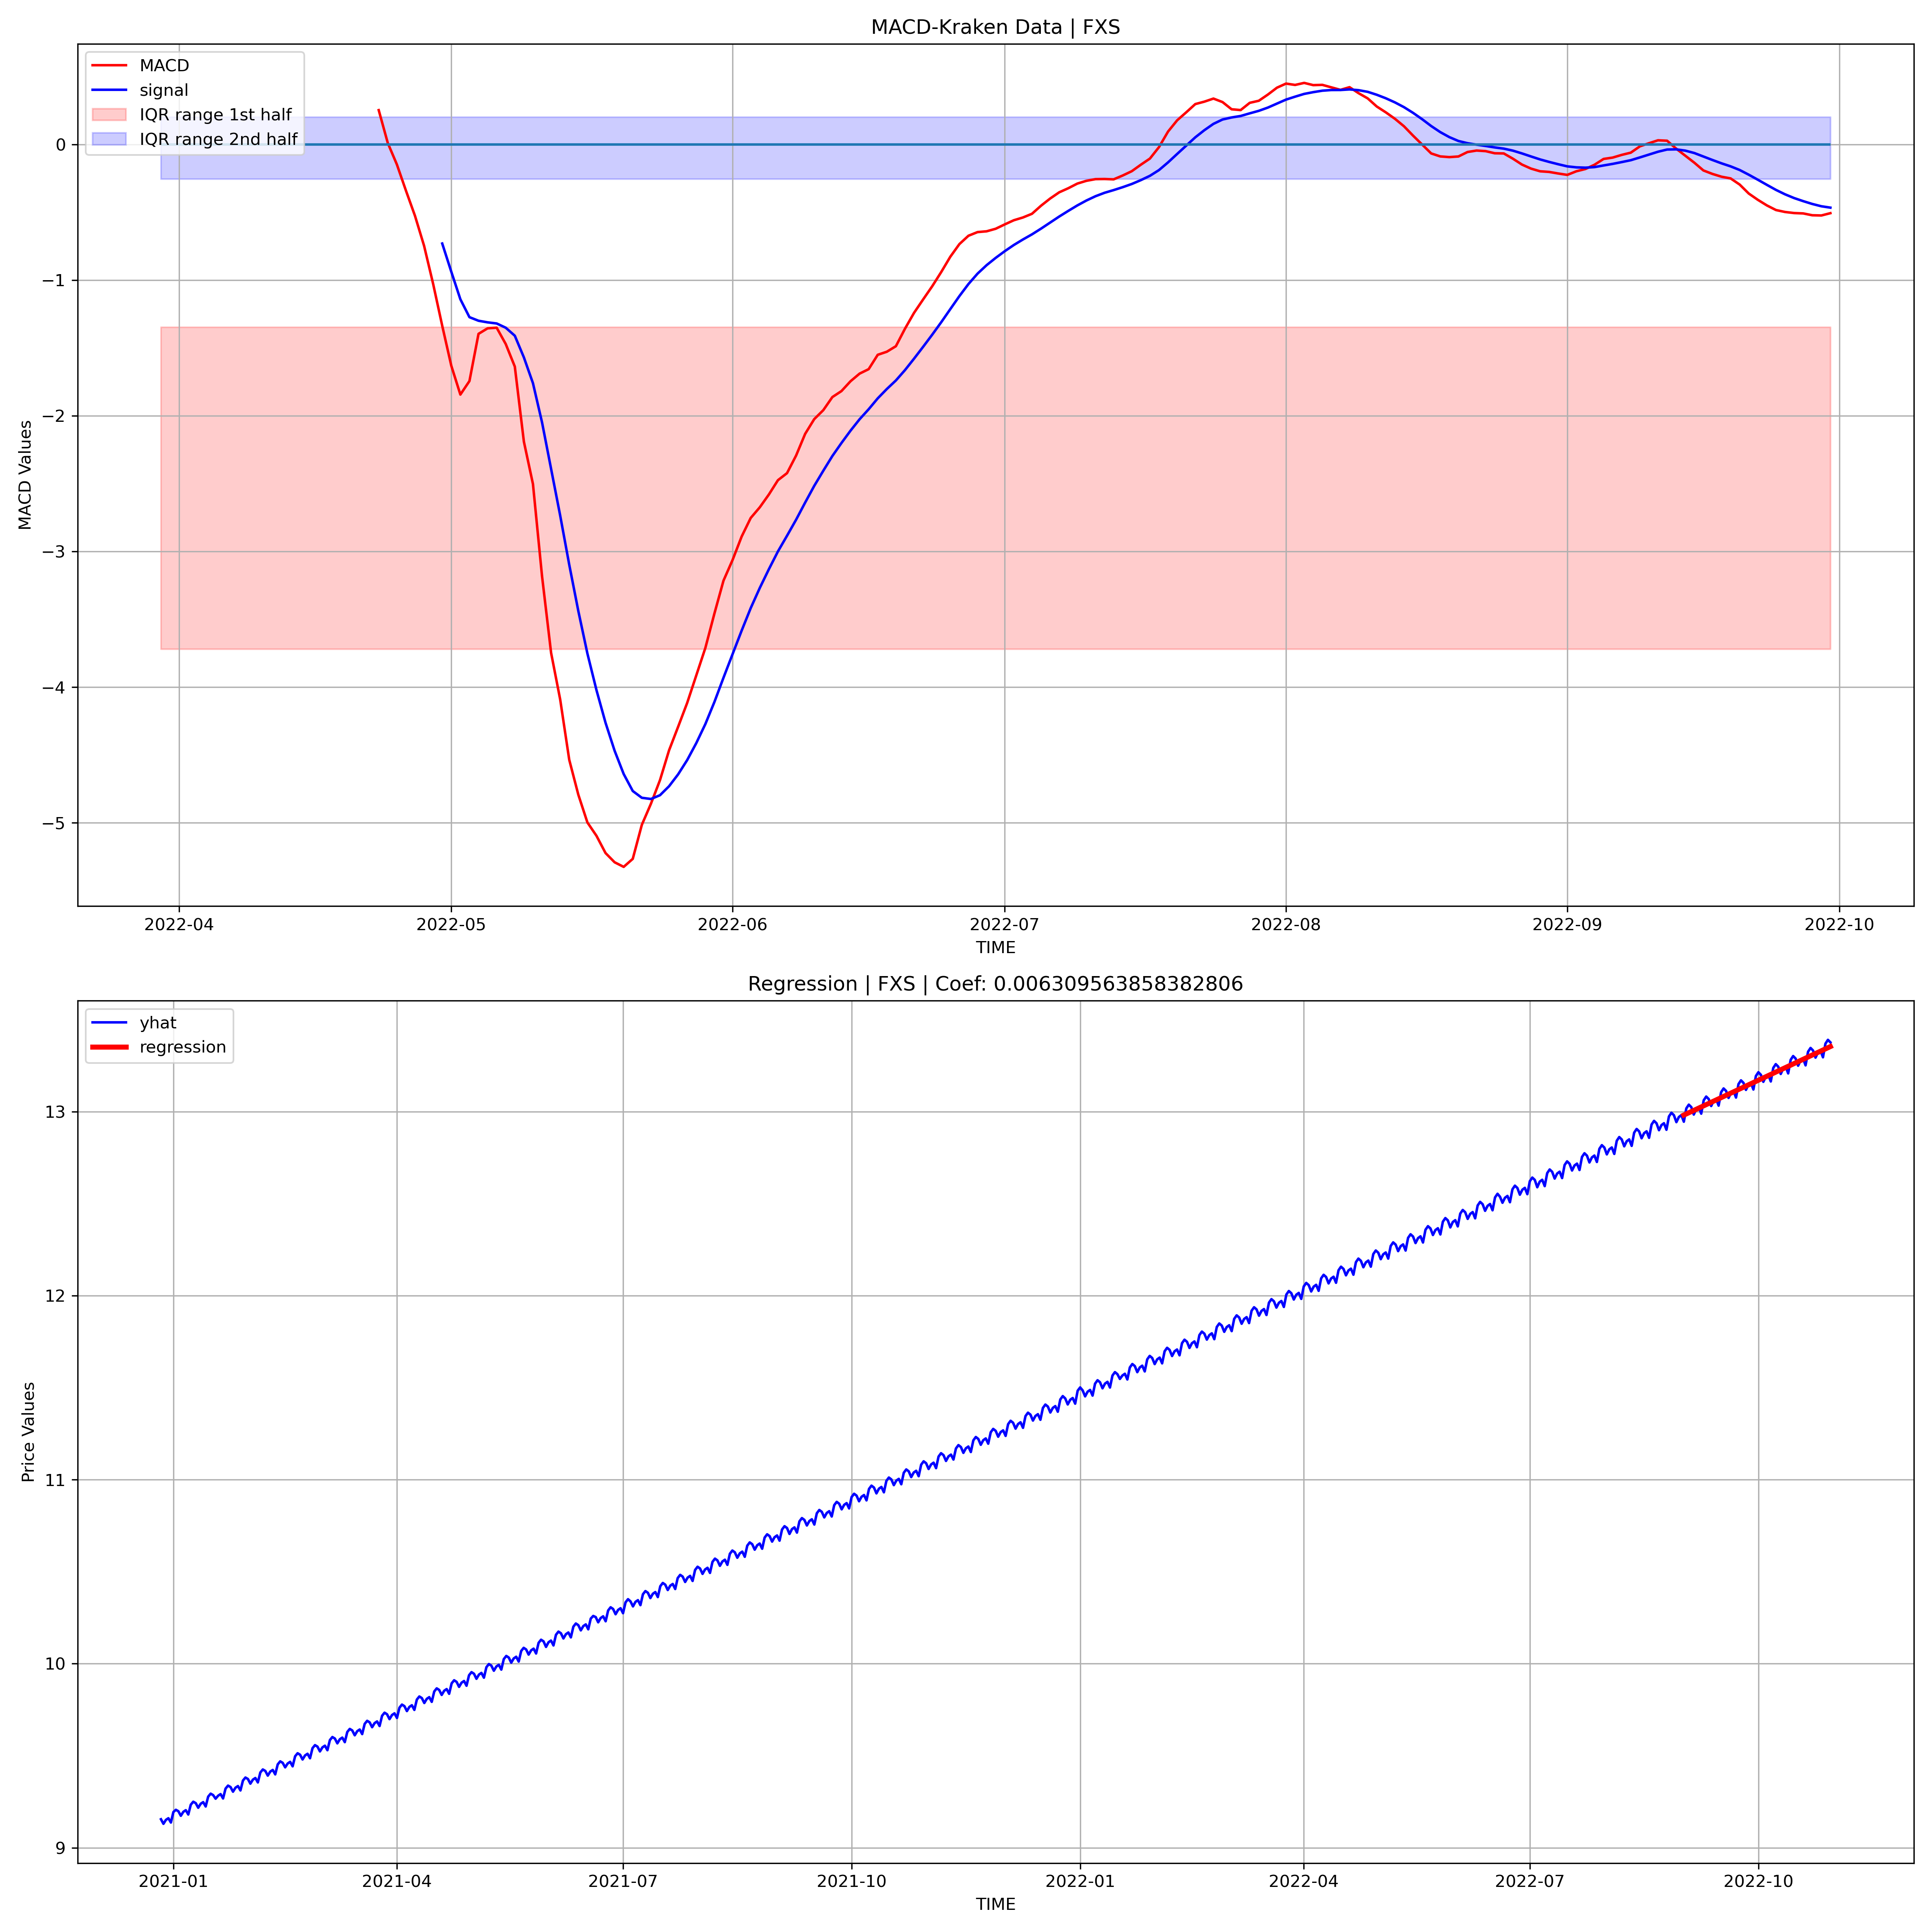 MACD-Kraken Data | FXS
MACD
signal
IQR range 1st half
IQR range 2nd half
0
−1
−2
−3
−4
−5
MACD Values
2022-04 2022-05 2022-06 2022-07 2022-08 2022-09 2022-10
TIME
Regression | FXS | Coef: 0.006309563858382806
yhat
regression
13
12
11
10
9
Price Values
2021-01 2021-04 2021-07 2021-10 2022-01 2022-04 2022-07 2022-10
TIME